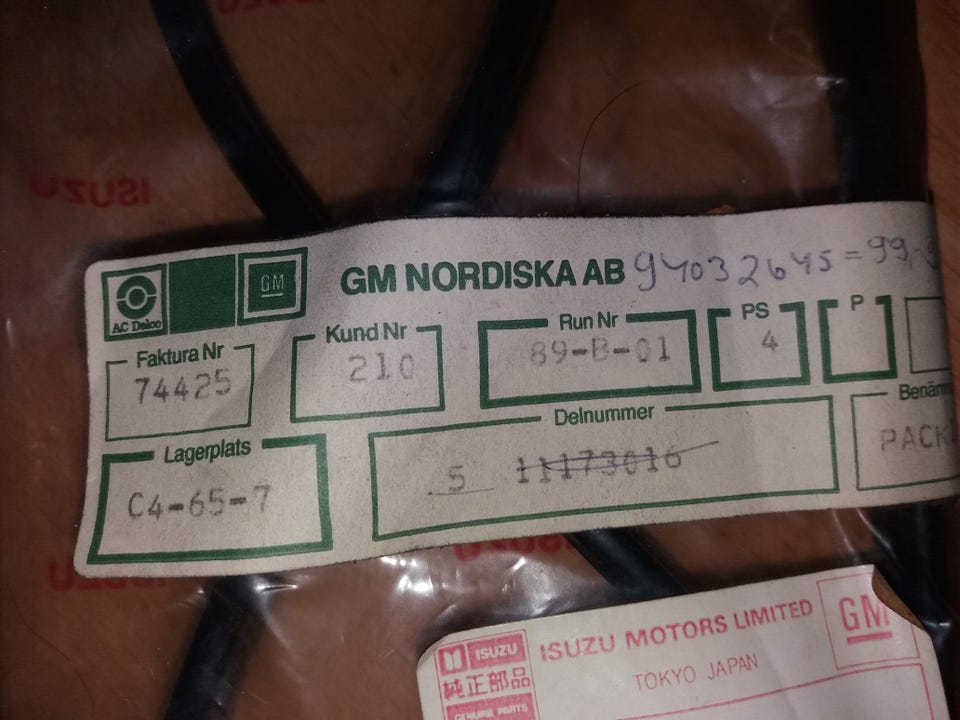 ISUZU
AC Delco
GM
GM NORDISKA AB 94032645 = 99,-
Faktura Nr
74425
Kund Nr
210
Run Nr
89-B-01
PS
4
P
Lagerplats
C4-65-7
Delnummer
5 11173016
ISUZU
ISUZU
ISUZU
純正部品
GENUINE PARTS
ISUZU MOTORS LIMITED
TOKYO JAPAN
GM